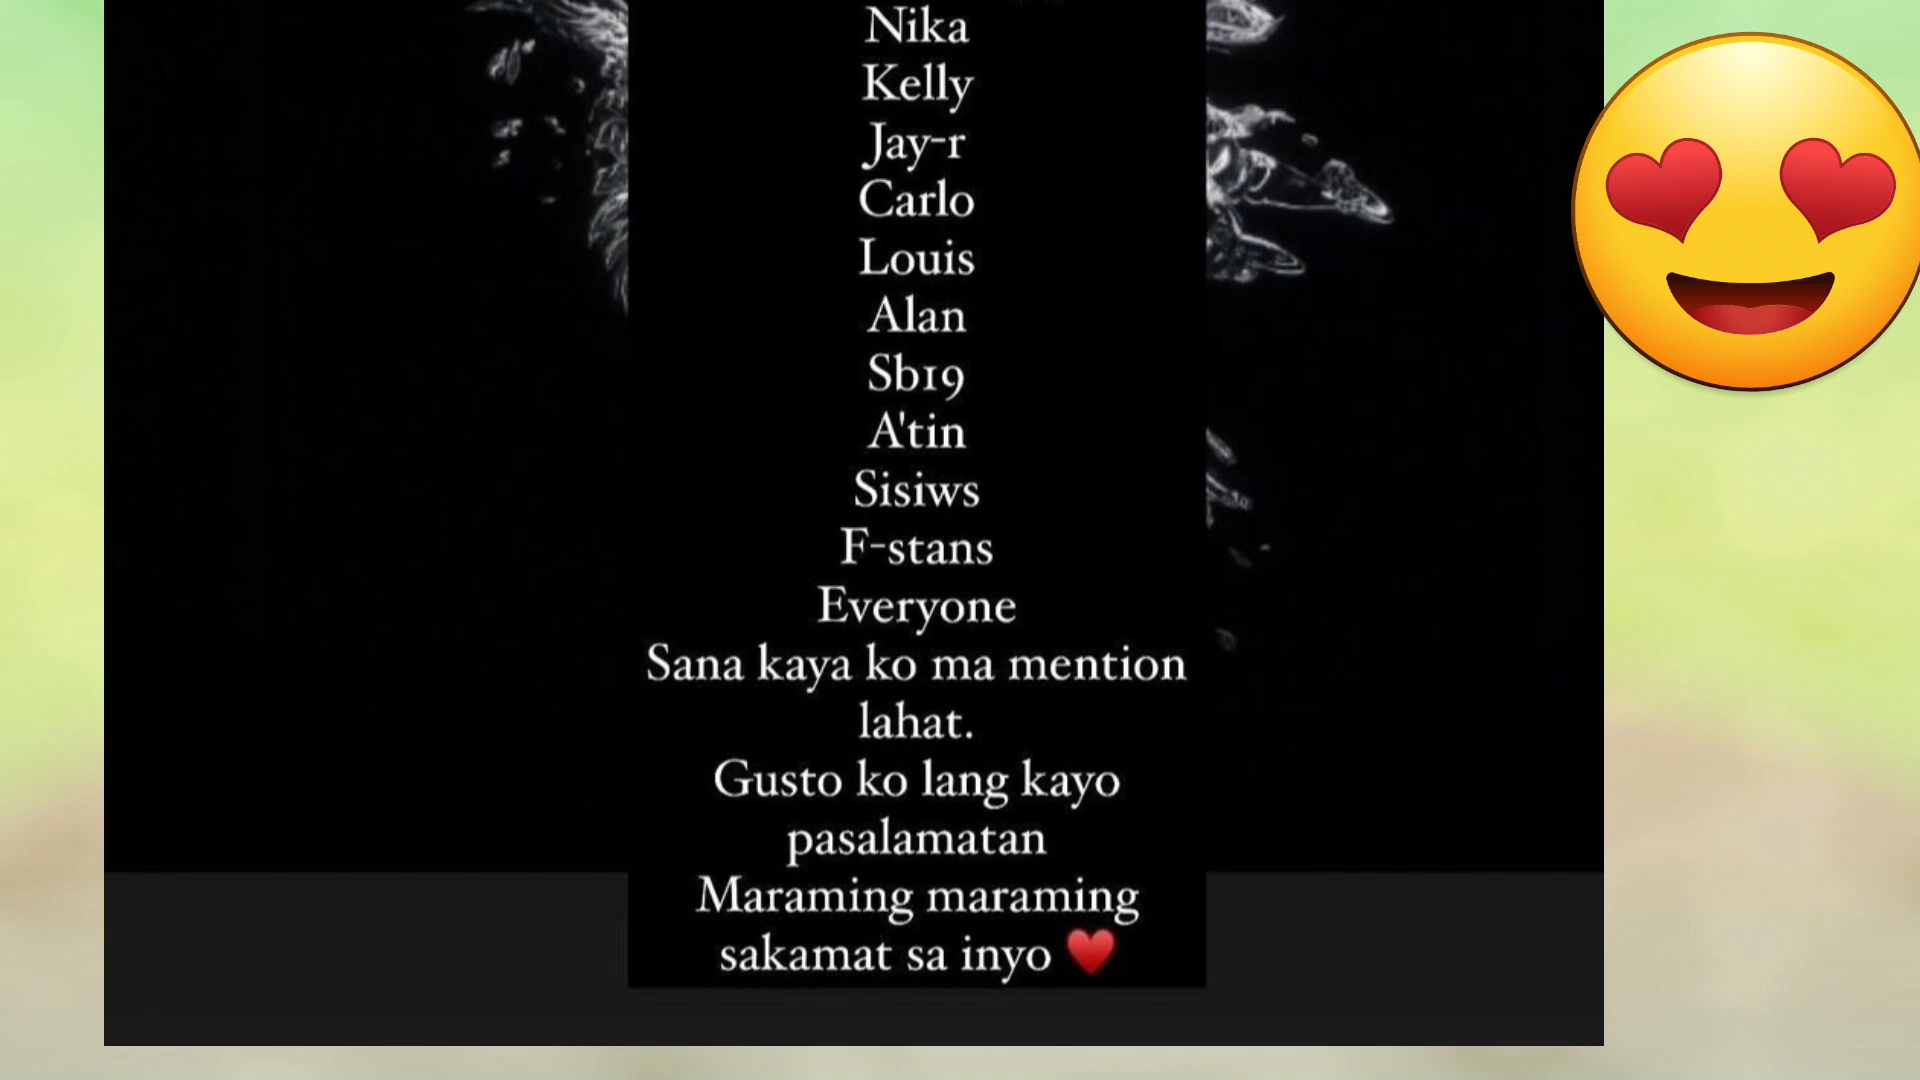 Nika
Kelly
Jay-r
Carlo
Louis
Alan
Sb19
A'tin
Sisiws
F-stans
Everyone
Sana kaya ko ma mention
lahat.
Gusto ko lang kayo
pasalamatan
Maraming maraming
sakamat sa inyo ♥️